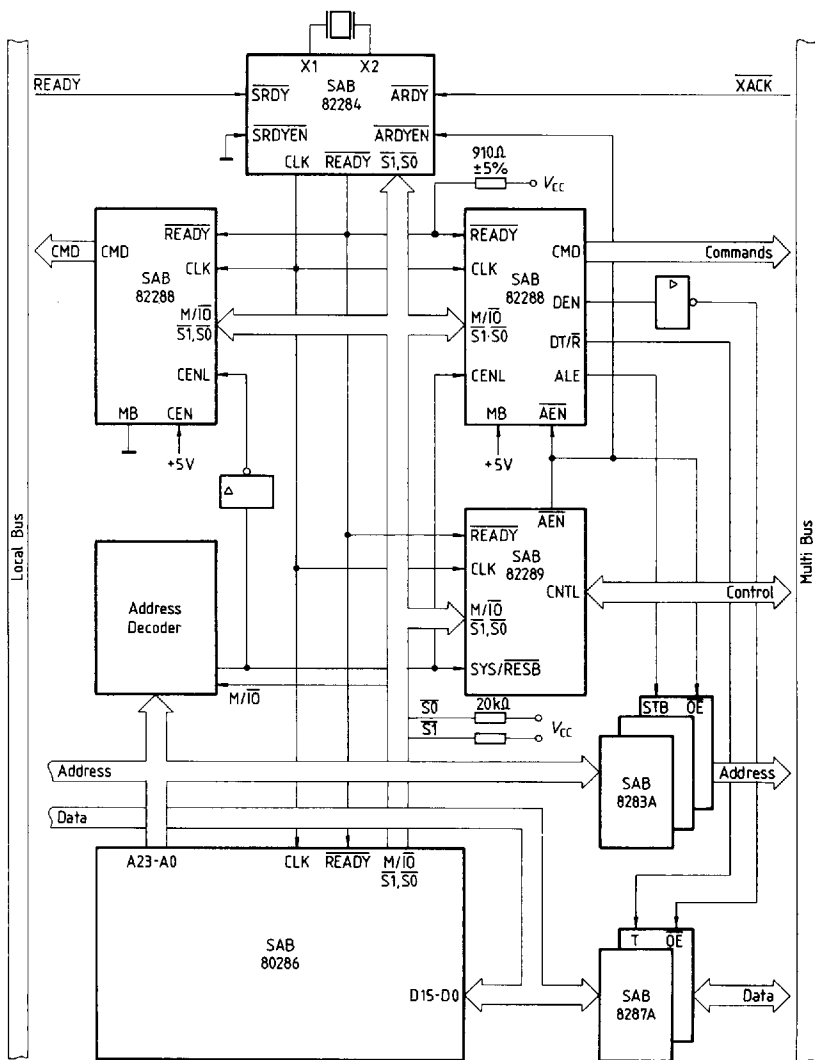 X1 X2
SAB
82284
READY
SRDY
ARDY
XACK
SRDYEN
ARDYEN
CLK
READY
S1,S0
910Ω
±5%
VCC
READY
CMD
CMD
SAB
82288
CLK
M/IO
S1,S0
CENL
MB
CEN
+5V
READY
CMD
Commands
SAB
82288
CLK
DEN
M/IO
S1·S0
DT/R
CENL
ALE
MB
AEN
+5V
Local Bus
Multi Bus
Address
Decoder
M/IO
AEN
READY
SAB
82289
CLK
CNTL
Control
M/IO
S1,S0
SYS/RESB
S0
20kΩ
S1
VCC
STB OE
Address
SAB
8283A
Address
Data
A23-A0
CLK
READY
M/IO
S1,S0
SAB
80286
D15-D0
T OE
SAB
8287A
Data